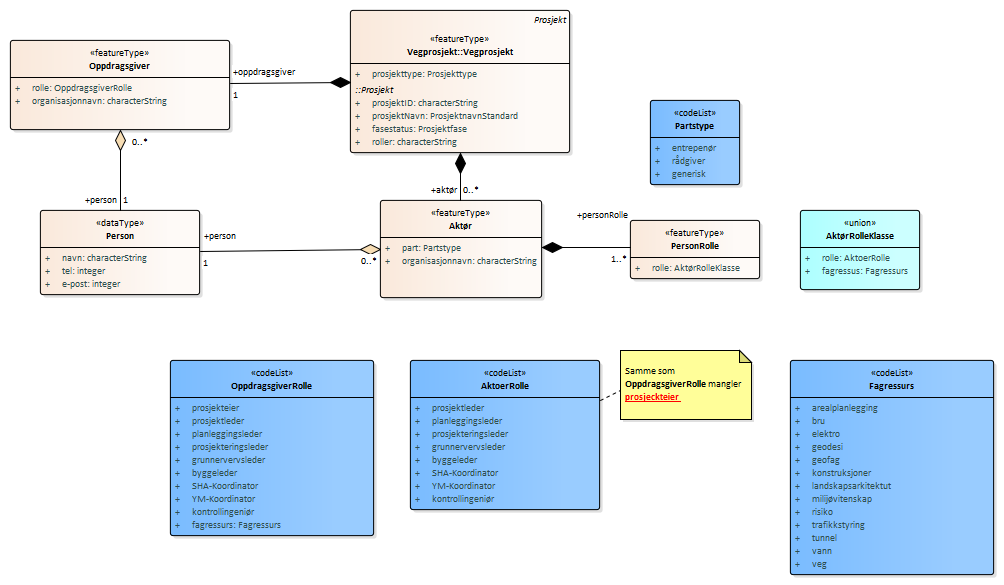 Prosjekt
«featureType»
Vegprosjekt::Vegprosjekt
+ prosjekttype: Prosjekttype
::Prosjekt
+ prosjektID: characterString
+ prosjektNavn: ProsjektnavnStandard
+ fasestatus: Prosjektfase
+ roller: characterString
«featureType»
Oppdragsgiver
+ rolle: OppdragsgiverRolle
+ organisasjonnavn: characterString
+oppdragsgiver
1
0..*
+person
1
+aktør
0..*
«codeList»
Partstype
+ entrepenør
+ rådgiver
+ generisk
«dataType»
Person
+ navn: characterString
+ tel: integer
+ e-post: integer
+person
1
0..*
«featureType»
Aktør
+ part: Partstype
+ organisasjonnavn: characterString
+personRolle
1..*
«featureType»
PersonRolle
+ rolle: AktørRolleKlasse
«union»
AktørRolleKlasse
+ rolle: AktoerRolle
+ fagressus: Fagressurs
«codeList»
OppdragsgiverRolle
+ prosjekteier
+ prosjektleder
+ planleggingsleder
+ prosjekteringsleder
+ grunnervervsleder
+ byggeleder
+ SHA-Koordinator
+ YM-Koordinator
+ kontrollingeniør
+ fagressurs: Fagressurs
«codeList»
AktoerRolle
+ prosjektleder
+ planleggingsleder
+ prosjekteringsleder
+ grunnervervsleder
+ byggeleder
+ SHA-Koordinator
+ YM-Koordinator
+ kontrollingeniør
Samme som
OppdragsgiverRolle mangler
prosjeckteier
«codeList»
Fagressurs
+ arealplanlegging
+ bru
+ elektro
+ geodesi
+ geofag
+ konstruksjoner
+ landskapsarkitektut
+ milijøvitenskap
+ risiko
+ trafikkstyring
+ tunnel
+ vann
+ veg